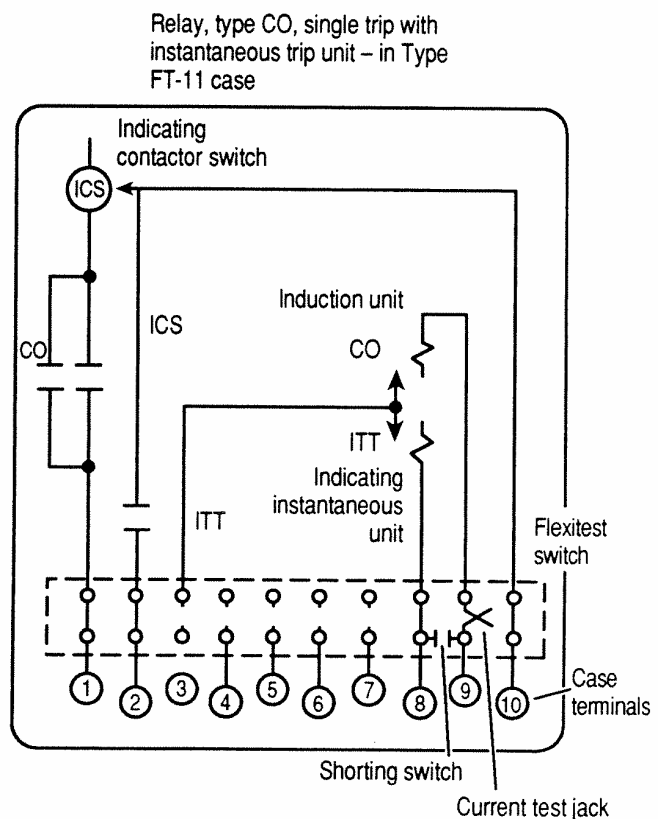 Relay, type CO, single trip with
instantaneous trip unit – in Type
FT-11 case
Indicating
contactor switch
ICS
Induction unit
CO
ICS
CO
ITT
Indicating
instantaneous
unit
ITT
Flexitest
switch
1 2 3 4 5 6 7 8 9 10
Case
terminals
Shorting switch
Current test jack